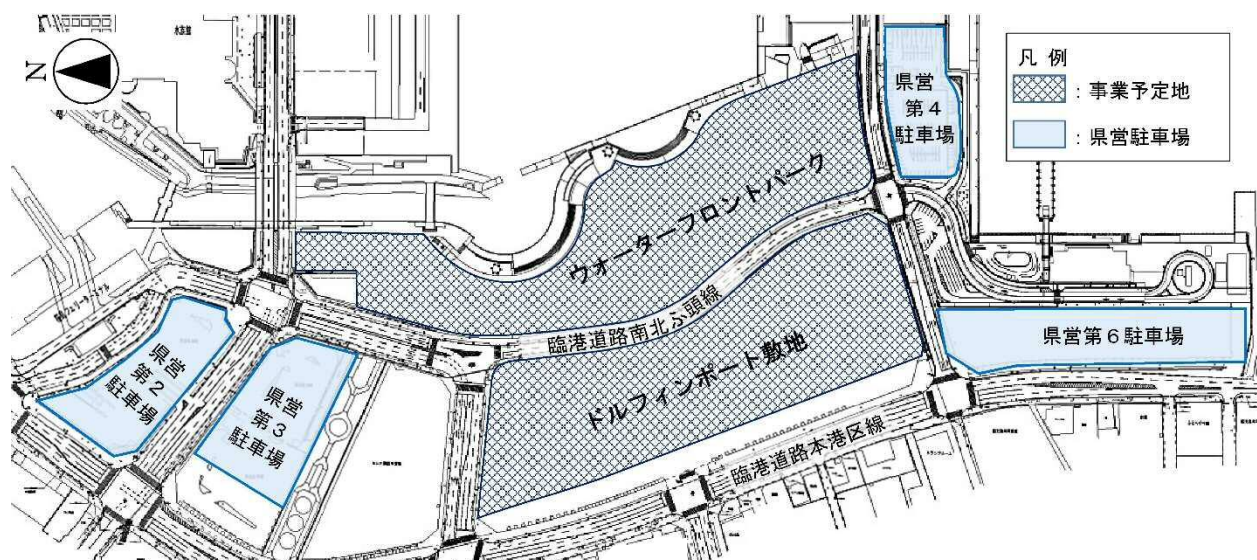 水族館
N
凡 例
：事業予定地
：県営駐車場
県営
第４
駐車場
ウォーターフロントパーク
臨港道路南北ふ頭線
県営第６駐車場
県営
第２
駐車場
県営
第３
駐車場
ドルフィンポート敷地
臨港道路本港区線